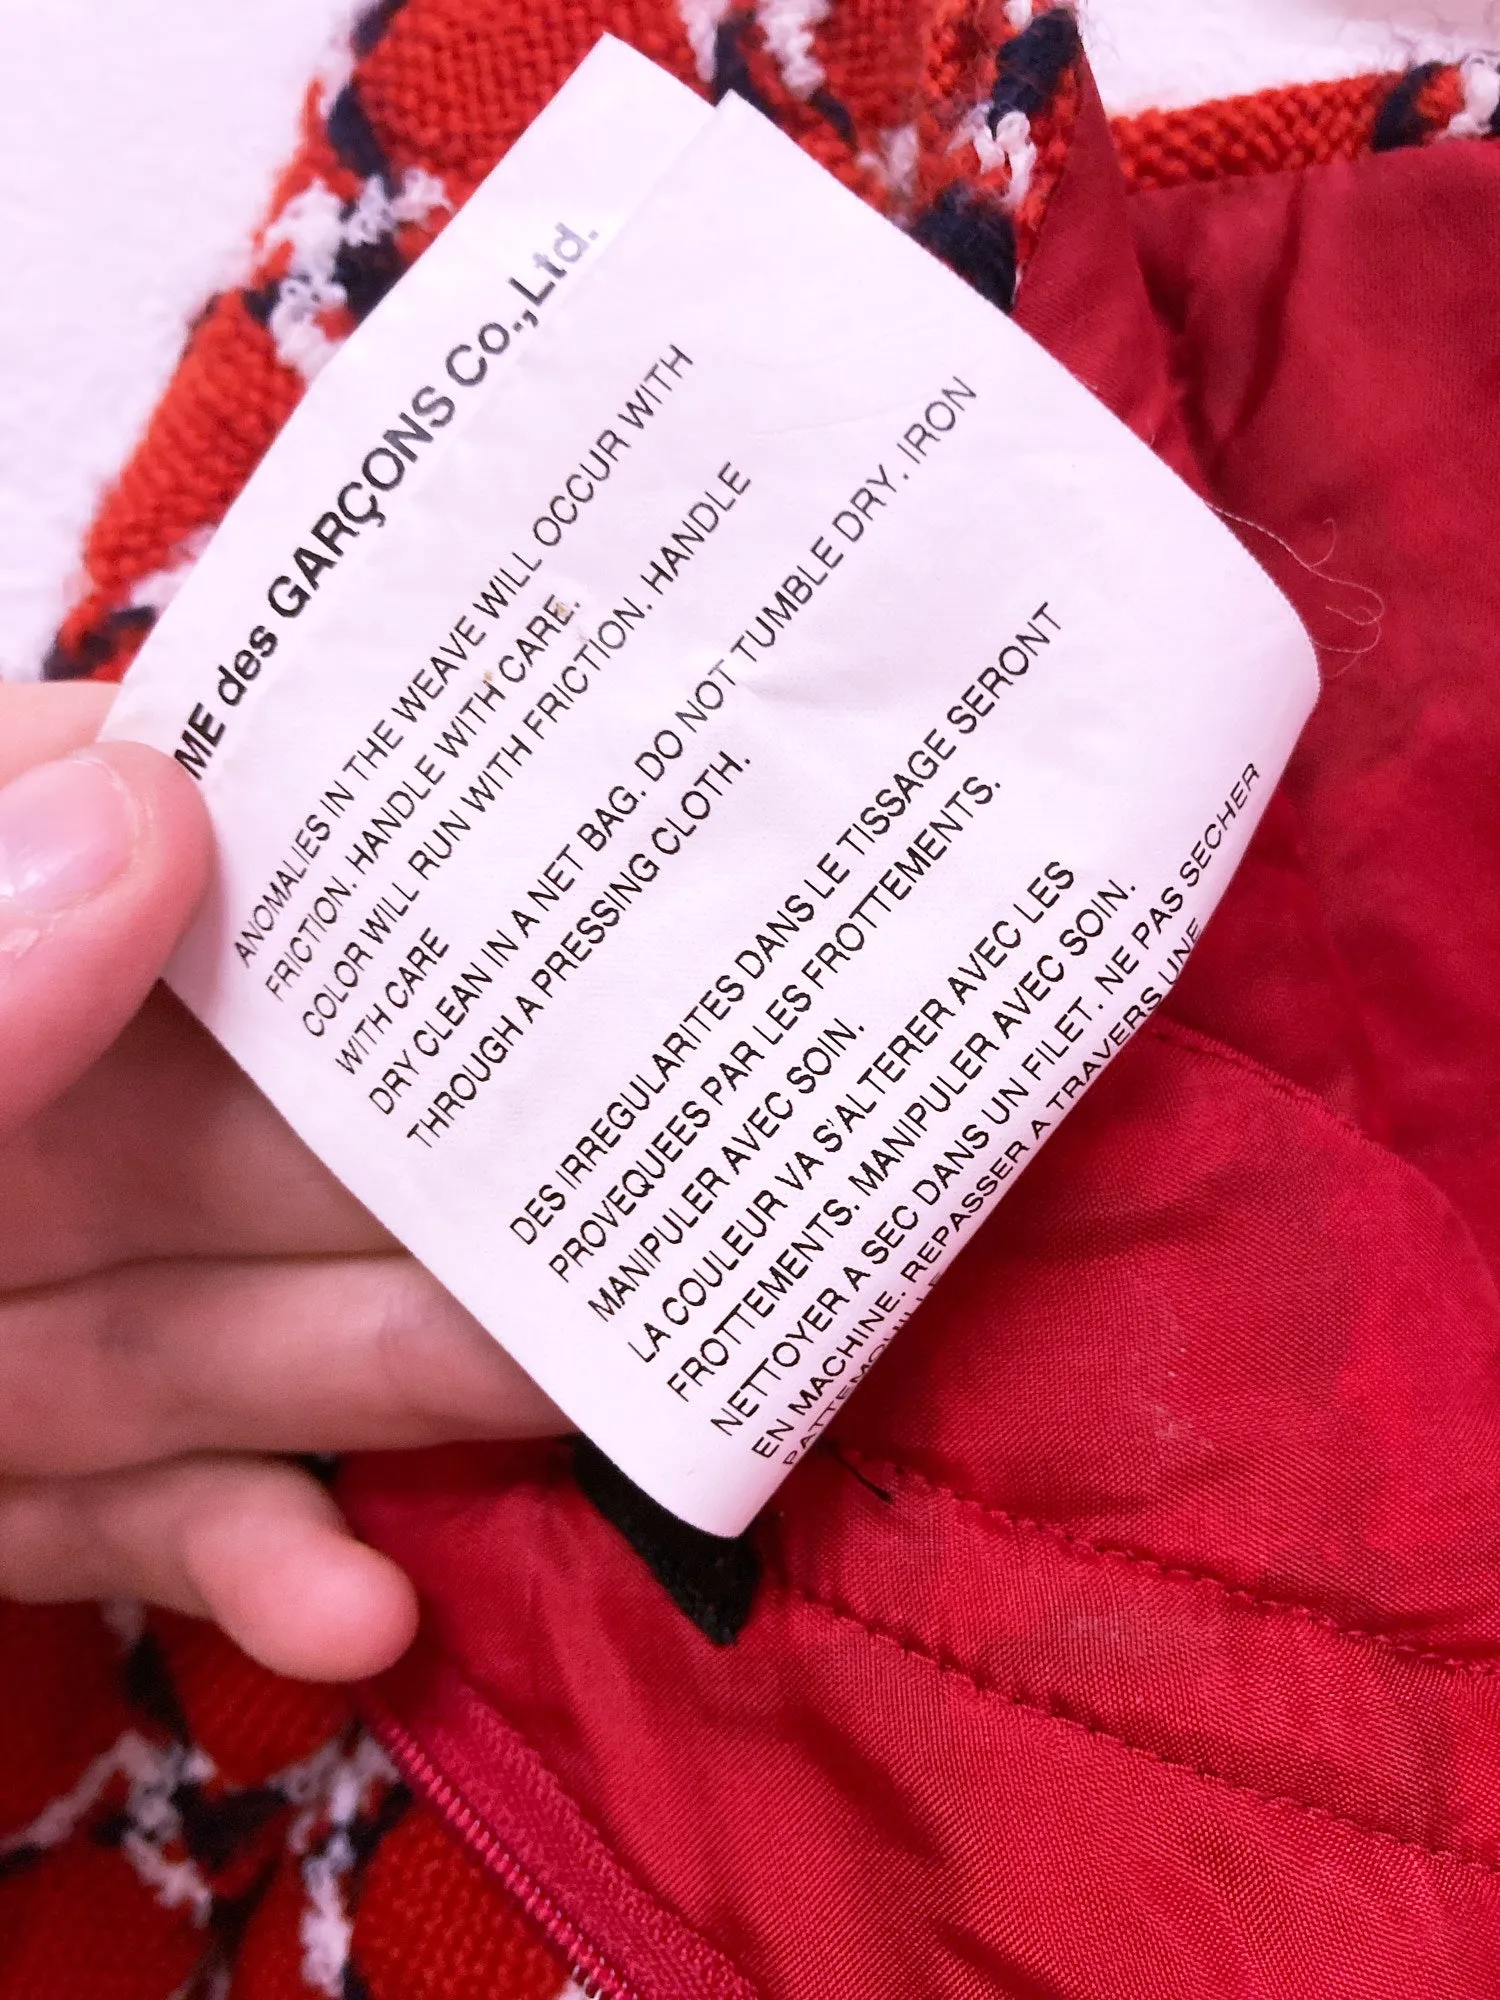 ME des GARÇONS Co.,Ltd.
ANOMALIES IN THE WEAVE WILL OCCUR WITH
FRICTION. HANDLE WITH CARE.
COLOR WILL RUN WITH FRICTION. HANDLE
WITH CARE
DRY CLEAN IN A NET BAG. DO NOT TUMBLE DRY. IRON
THROUGH A PRESSING CLOTH.
DES IRREGULARITES DANS LE TISSAGE SERONT
PROVEQUEES PAR LES FROTTEMENTS.
MANIPULER AVEC SOIN.
LA COULEUR VA S'ALTERER AVEC LES
FROTTEMENTS. MANIPULER AVEC SOIN.
NETTOYER A SEC DANS UN FILET. NE PAS SECHER
EN MACHINE. REPASSER A TRAVERS UNE